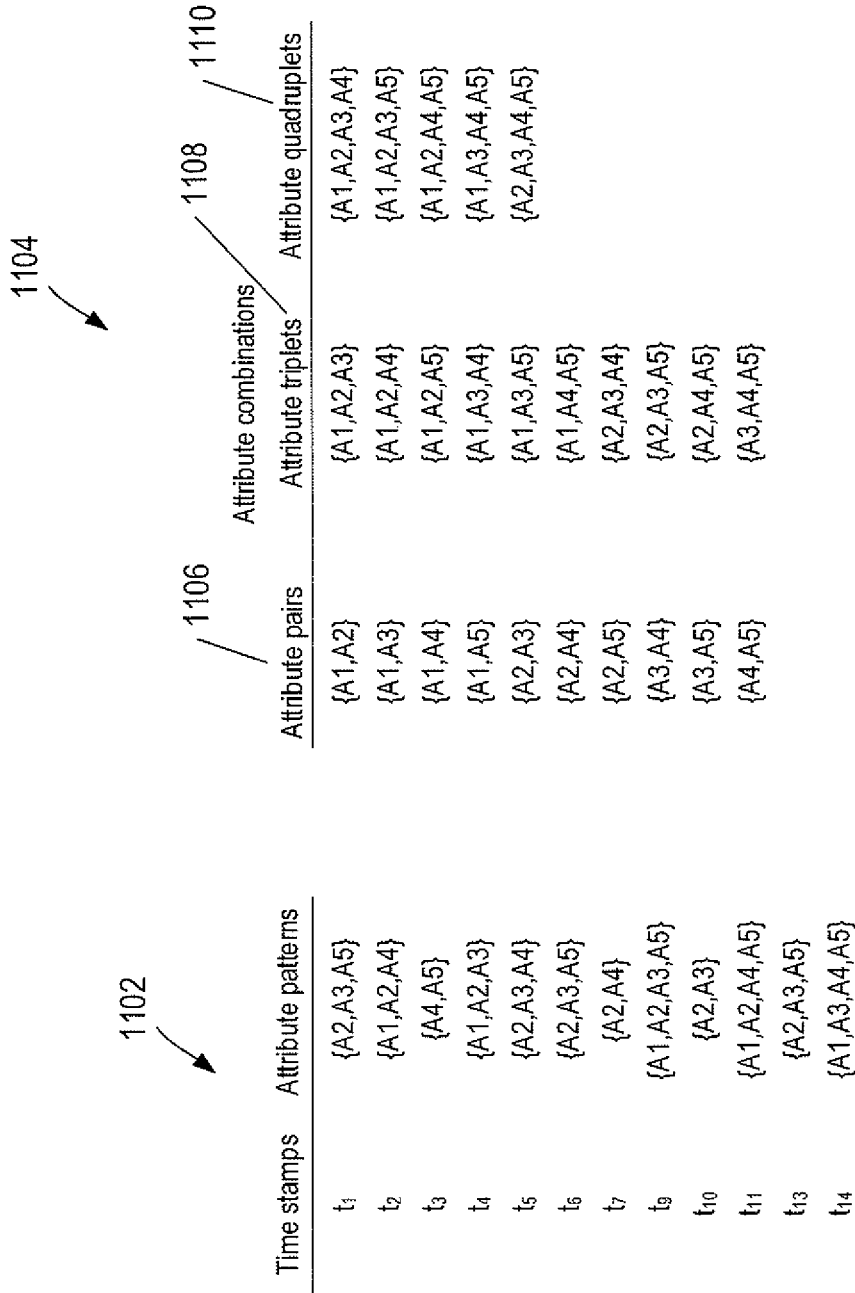 1102
Time stamps Attribute patterns
t1 {A2,A3,A5}
t2 {A1,A2,A4}
t3 {A4,A5}
t4 {A1,A2,A3}
t5 {A2,A3,A4}
t6 {A2,A3,A5}
t7 {A2,A4}
t9 {A1,A2,A3,A5}
t10 {A2,A3}
t11 {A1,A2,A4,A5}
t13 {A2,A3,A5}
t14 {A1,A3,A4,A5}
1104
1106
1108
1110
Attribute combinations
Attribute pairs Attribute triplets Attribute quadruplets
{A1,A2} {A1,A2,A3} {A1,A2,A3,A4}
{A1,A3} {A1,A2,A4} {A1,A2,A3,A5}
{A1,A4} {A1,A2,A5} {A1,A2,A4,A5}
{A1,A5} {A1,A3,A4} {A1,A3,A4,A5}
{A2,A3} {A1,A3,A5} {A2,A3,A4,A5}
{A2,A4} {A1,A4,A5}
{A2,A5} {A2,A3,A4}
{A3,A4} {A2,A3,A5}
{A3,A5} {A2,A4,A5}
{A4,A5} {A3,A4,A5}